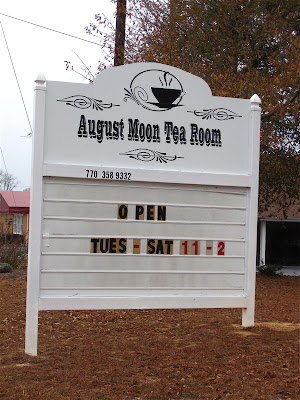 August Moon Tea Room
770 358 9332
OPEN
TUES - SAT 11 - 2